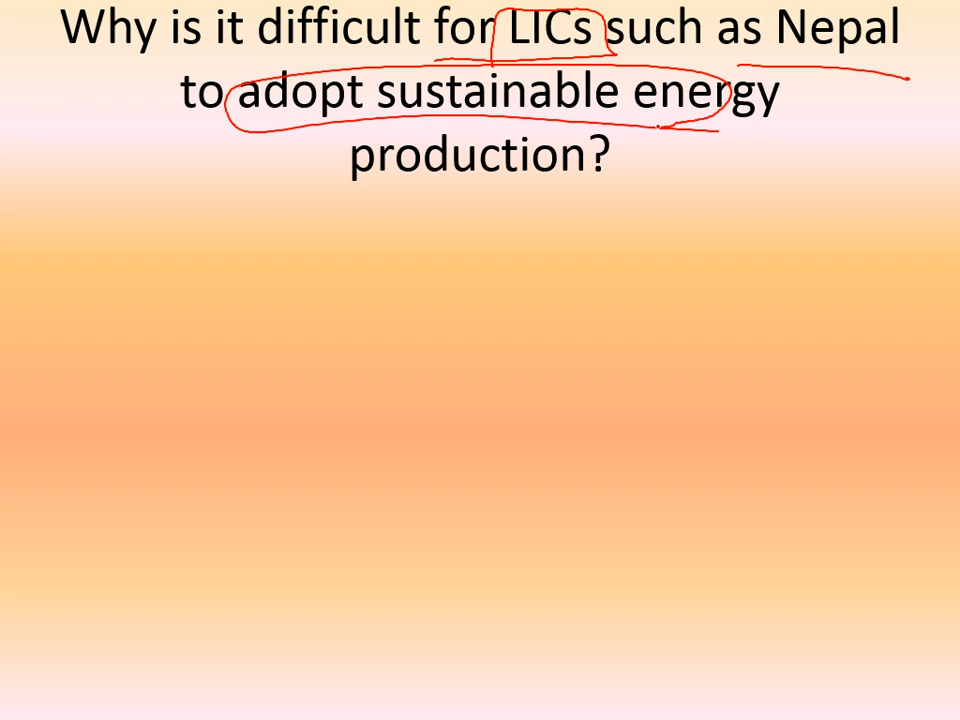 Why is it difficult for LICs such as Nepal
to adopt sustainable energy
production?